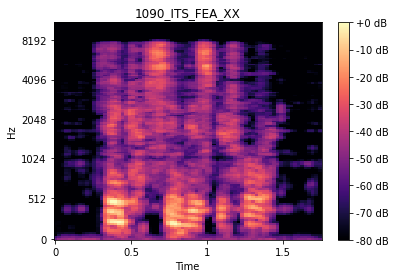 1090_ITS_FEA_XX
8192
4096
2048
1024
512
0
Hz
0
0.5
1
1.5
Time
+0 dB
-10 dB
-20 dB
-30 dB
-40 dB
-50 dB
-60 dB
-70 dB
-80 dB